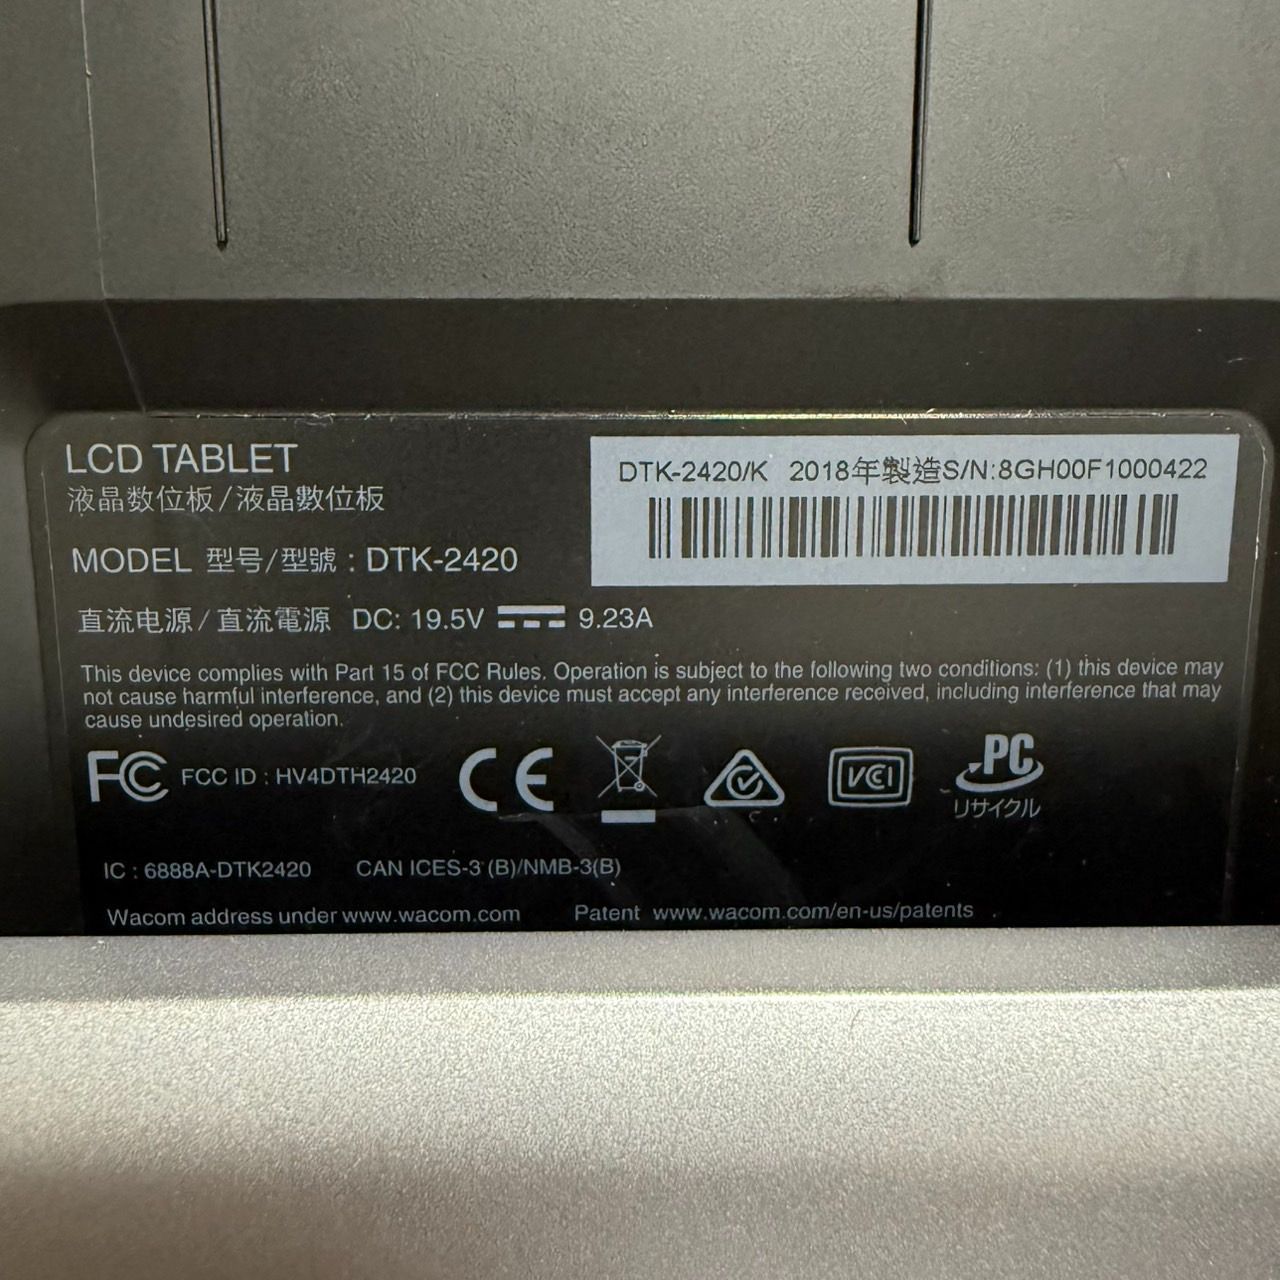 LCD TABLET
液晶数位板/液晶數位板
MODEL 型号/型號 : DTK-2420
DTK-2420/K 2018年製造S/N:8GH00F1000422
直流电源/直流電源 DC: 19.5V 9.23A
This device complies with Part 15 of FCC Rules. Operation is subject to the following two conditions: (1) this device may
not cause harmful interference, and (2) this device must accept any interference received, including interference that may
cause undesired operation.
FC FCC ID : HV4DTH2420 CE VCCI PC
リサイクル
IC : 6888A-DTK2420 CAN ICES-3 (B)/NMB-3(B)
Wacom address under www.wacom.com Patent www.wacom.com/en-us/patents